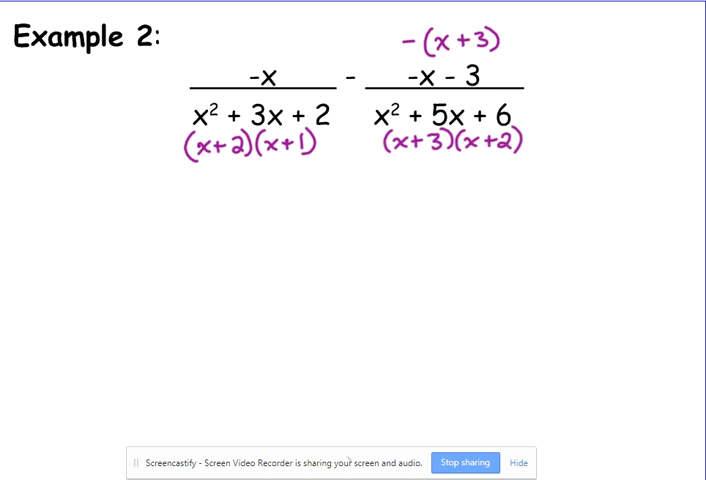 Example 2:
-(x+3)
-x - -x - 3
x² + 3x + 2 x² + 5x + 6
(x+2)(x+1) (x+3)(x+2)
Screencastify - Screen Video Recorder is sharing your screen and audio. Stop sharing Hide